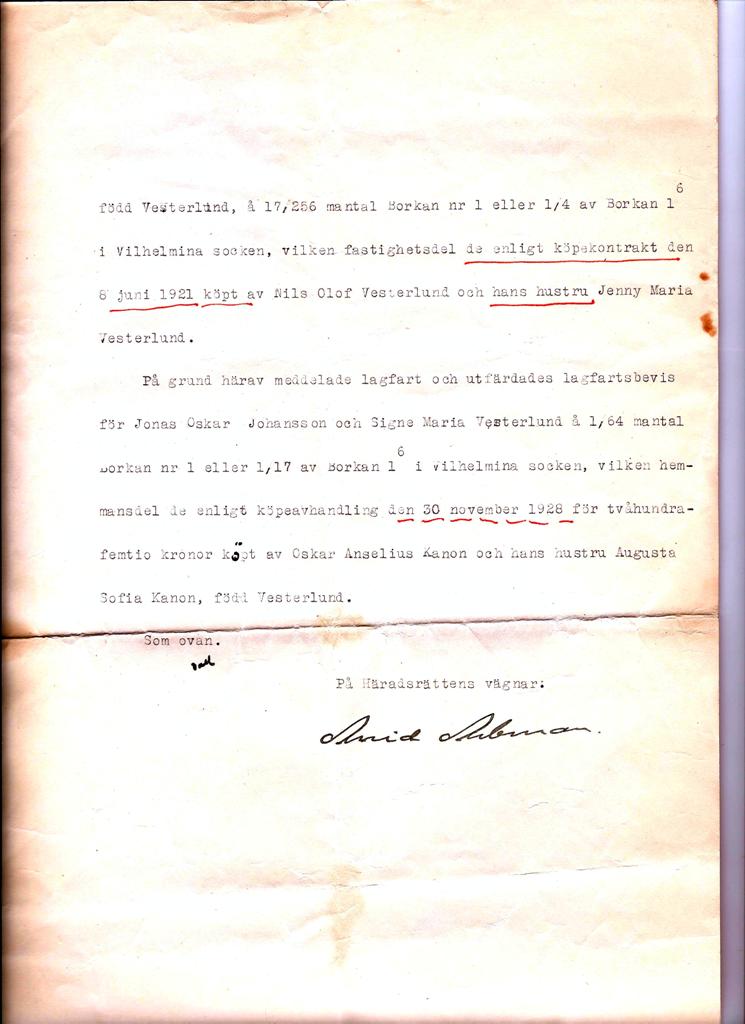 född Vesterlund, å 17/256 mantal Borkan nr 1 eller 1/4 av Borkan 1⁶
i Vilhelmina socken, vilken fastighetsdel de enligt köpekontrakt den
8 juni 1921 köpt av Nils Olof Vesterlund och hans hustru Jenny Maria
Vesterlund.
På grund härav meddelade lagfart och utfärdades lagfartsbevis
för Jonas Oskar Johansson och Signe Maria Vesterlund å 1/64 mantal
Borkan nr 1 eller 1/17 av Borkan 1⁶ i Vilhelmina socken, vilken hem-
mansdel de enligt köpeavhandling den 30 november 1928 för tvåhundra-
femtio kronor köpt av Oskar Anselius Kanon och hans hustru Augusta
Sofia Kanon, född Vesterlund.
Som ovan.
På Häradsrättens vägnar:
Arvid